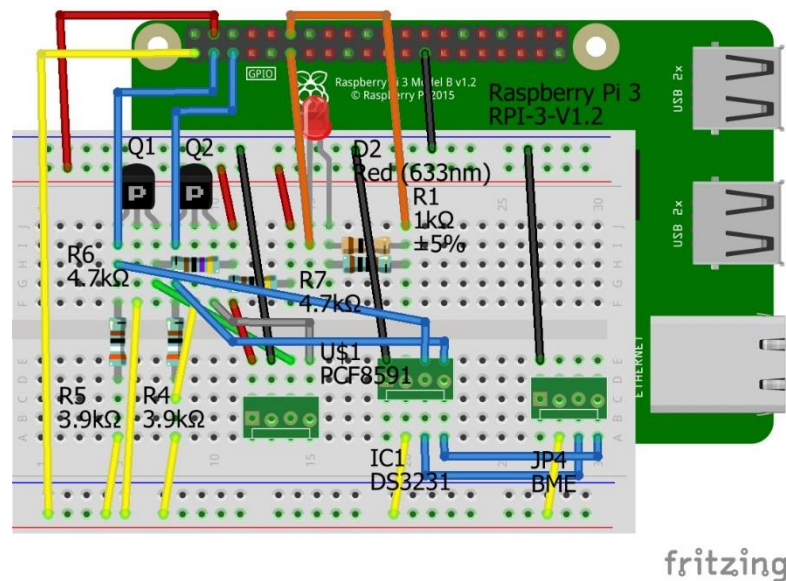 GPIO
Raspberry Pi 3 Model B v1.2
© Raspberry Pi 2015
USB 2x
Raspberry Pi 3
RPI-3-V1.2
Q1
Q2
D2
Red (633nm)
R1
1kΩ
±5%
USB 2x
R6
4.7kΩ
R7
4.7kΩ
U$1
PCF8591
ETHERNET
R5
3.9kΩ
R4
3.9kΩ
IC1
DS3231
JP4
BME
fritzing